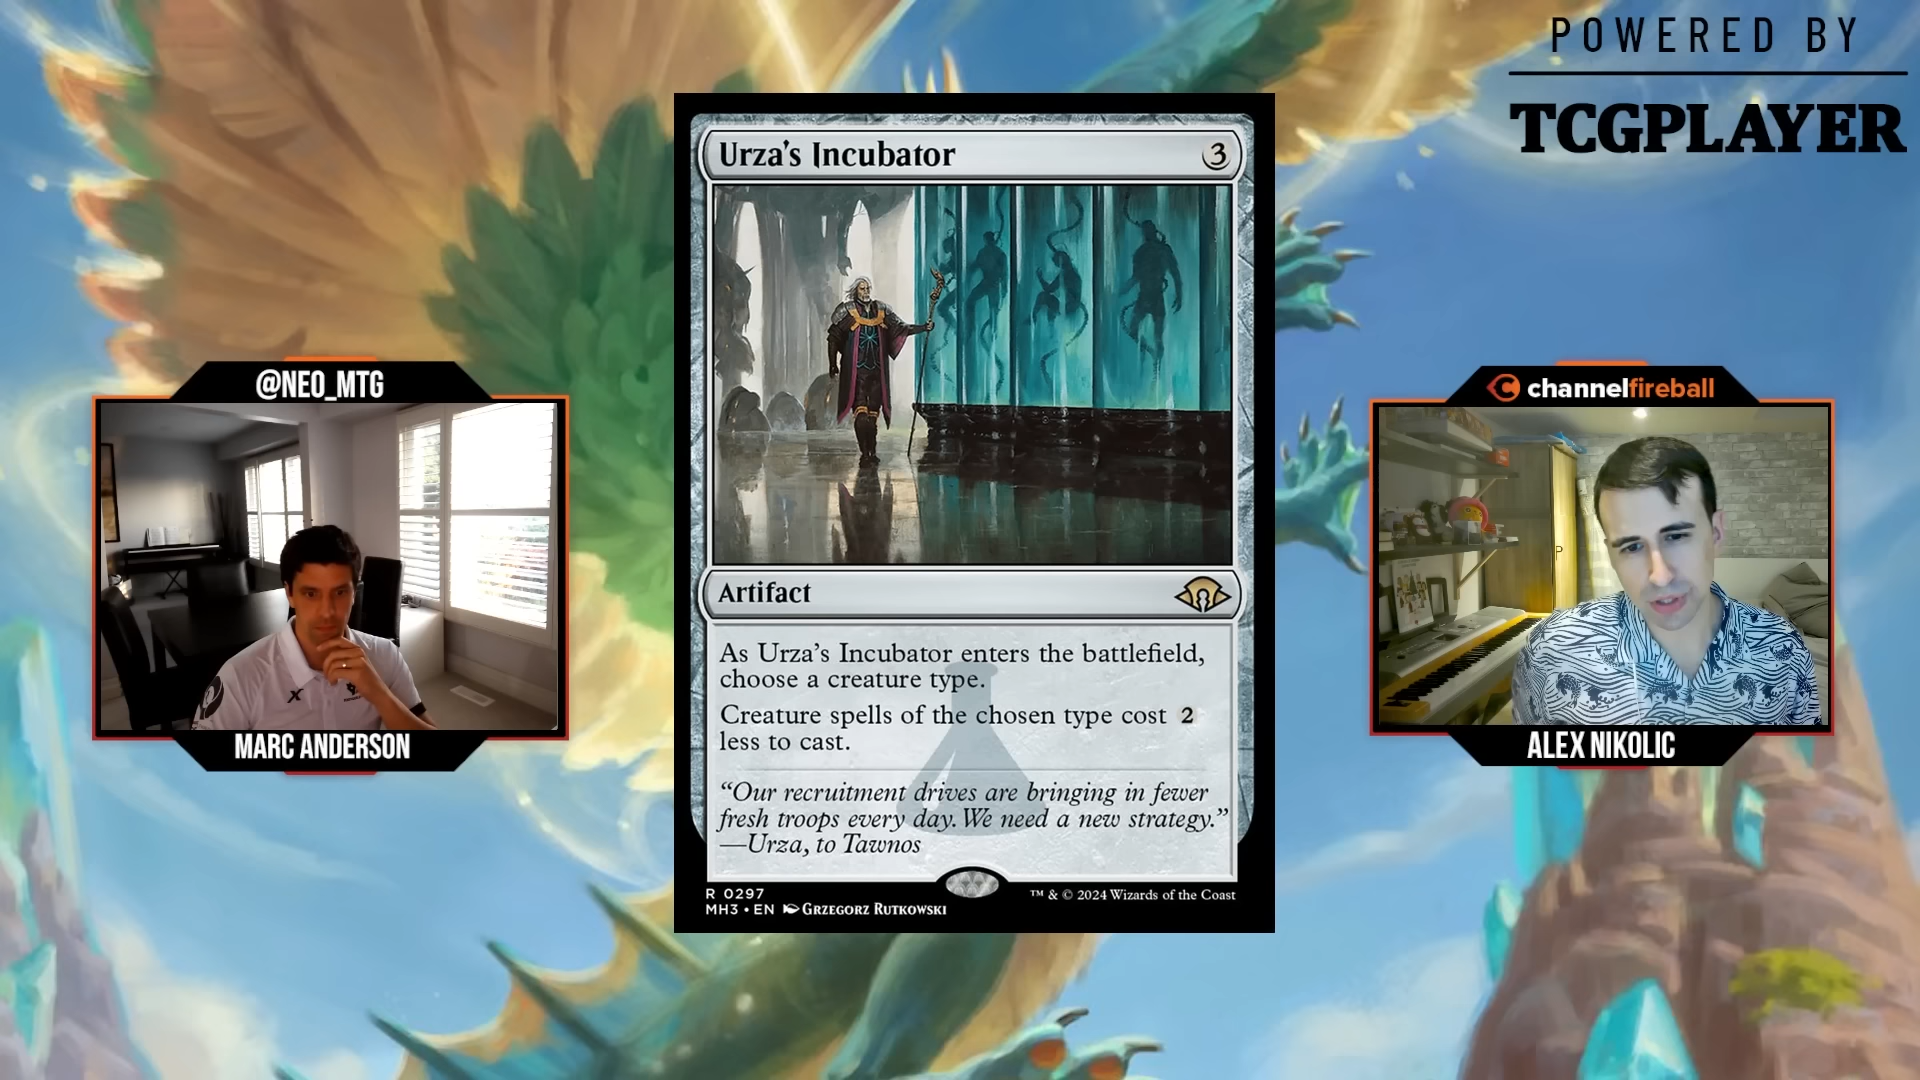 POWERED BY
TCGPLAYER
Urza's Incubator 3
@NEO_MTG
channelfireball
Artifact
As Urza's Incubator enters the battlefield,
choose a creature type.
Creature spells of the chosen type cost 2
less to cast.
"Our recruitment drives are bringing in fewer
fresh troops every day. We need a new strategy."
—Urza, to Tawnos
MARC ANDERSON
ALEX NIKOLIC
R 0297
MH3 • EN GRZEGORZ RUTKOWSKI
™ & © 2024 Wizards of the Coast